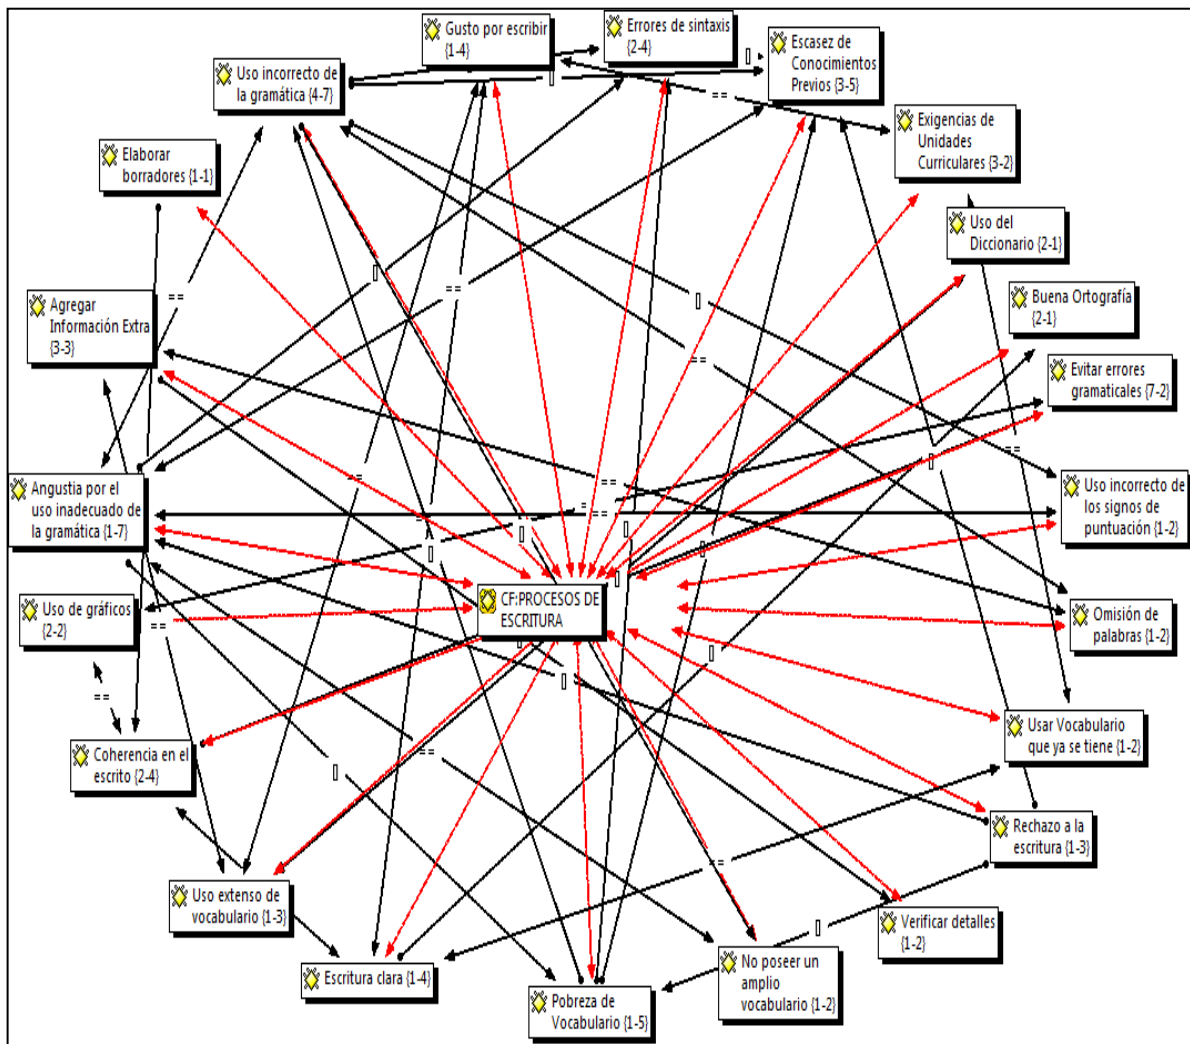 Gusto por escribir
{1-4}
Errores de sintaxis
{2-4}
Escasez de
Conocimientos
Previos {3-5}
Uso incorrecto de
la gramática {4-7}
Exigencias de
Unidades
Curriculares
{3-2}
Elaborar
borradores {1-1}
Uso del
Diccionario {2-1}
Buena Ortografía
{2-1}
Agregar
Información Extra
{3-3}
Evitar errores
gramaticales {7-2}
Angustia por el
uso inadecuado de
la gramática {1-7}
Uso incorrecto de
los signos de
puntuación {1-2}
CF:PROCESOS DE
ESCRITURA
Uso de gráficos
{2-2}
Omisión de
palabras {1-2}
Coherencia en el
escrito {2-4}
Usar Vocabulario
que ya se tiene {1-2}
Rechazo a la
escritura {1-3}
Uso extenso de
vocabulario {1-3}
Verificar detalles
{1-2}
Escritura clara {1-4}
No poseer un
amplio
vocabulario {1-2}
Pobreza de
Vocabulario {1-5}
==
==
==
==
==
==
==
==
==
==
==
==
==